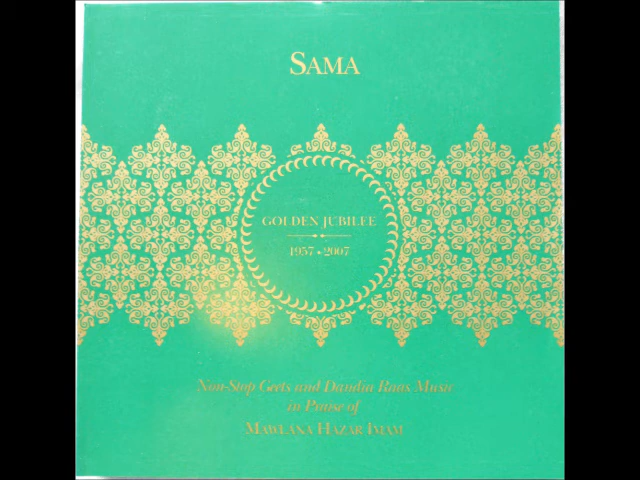 SAMA
GOLDEN JUBILEE
1957 • 2007
Non-Stop Geets and Dandia Raas Music
in Praise of
MAWLANA HAZAR IMAM